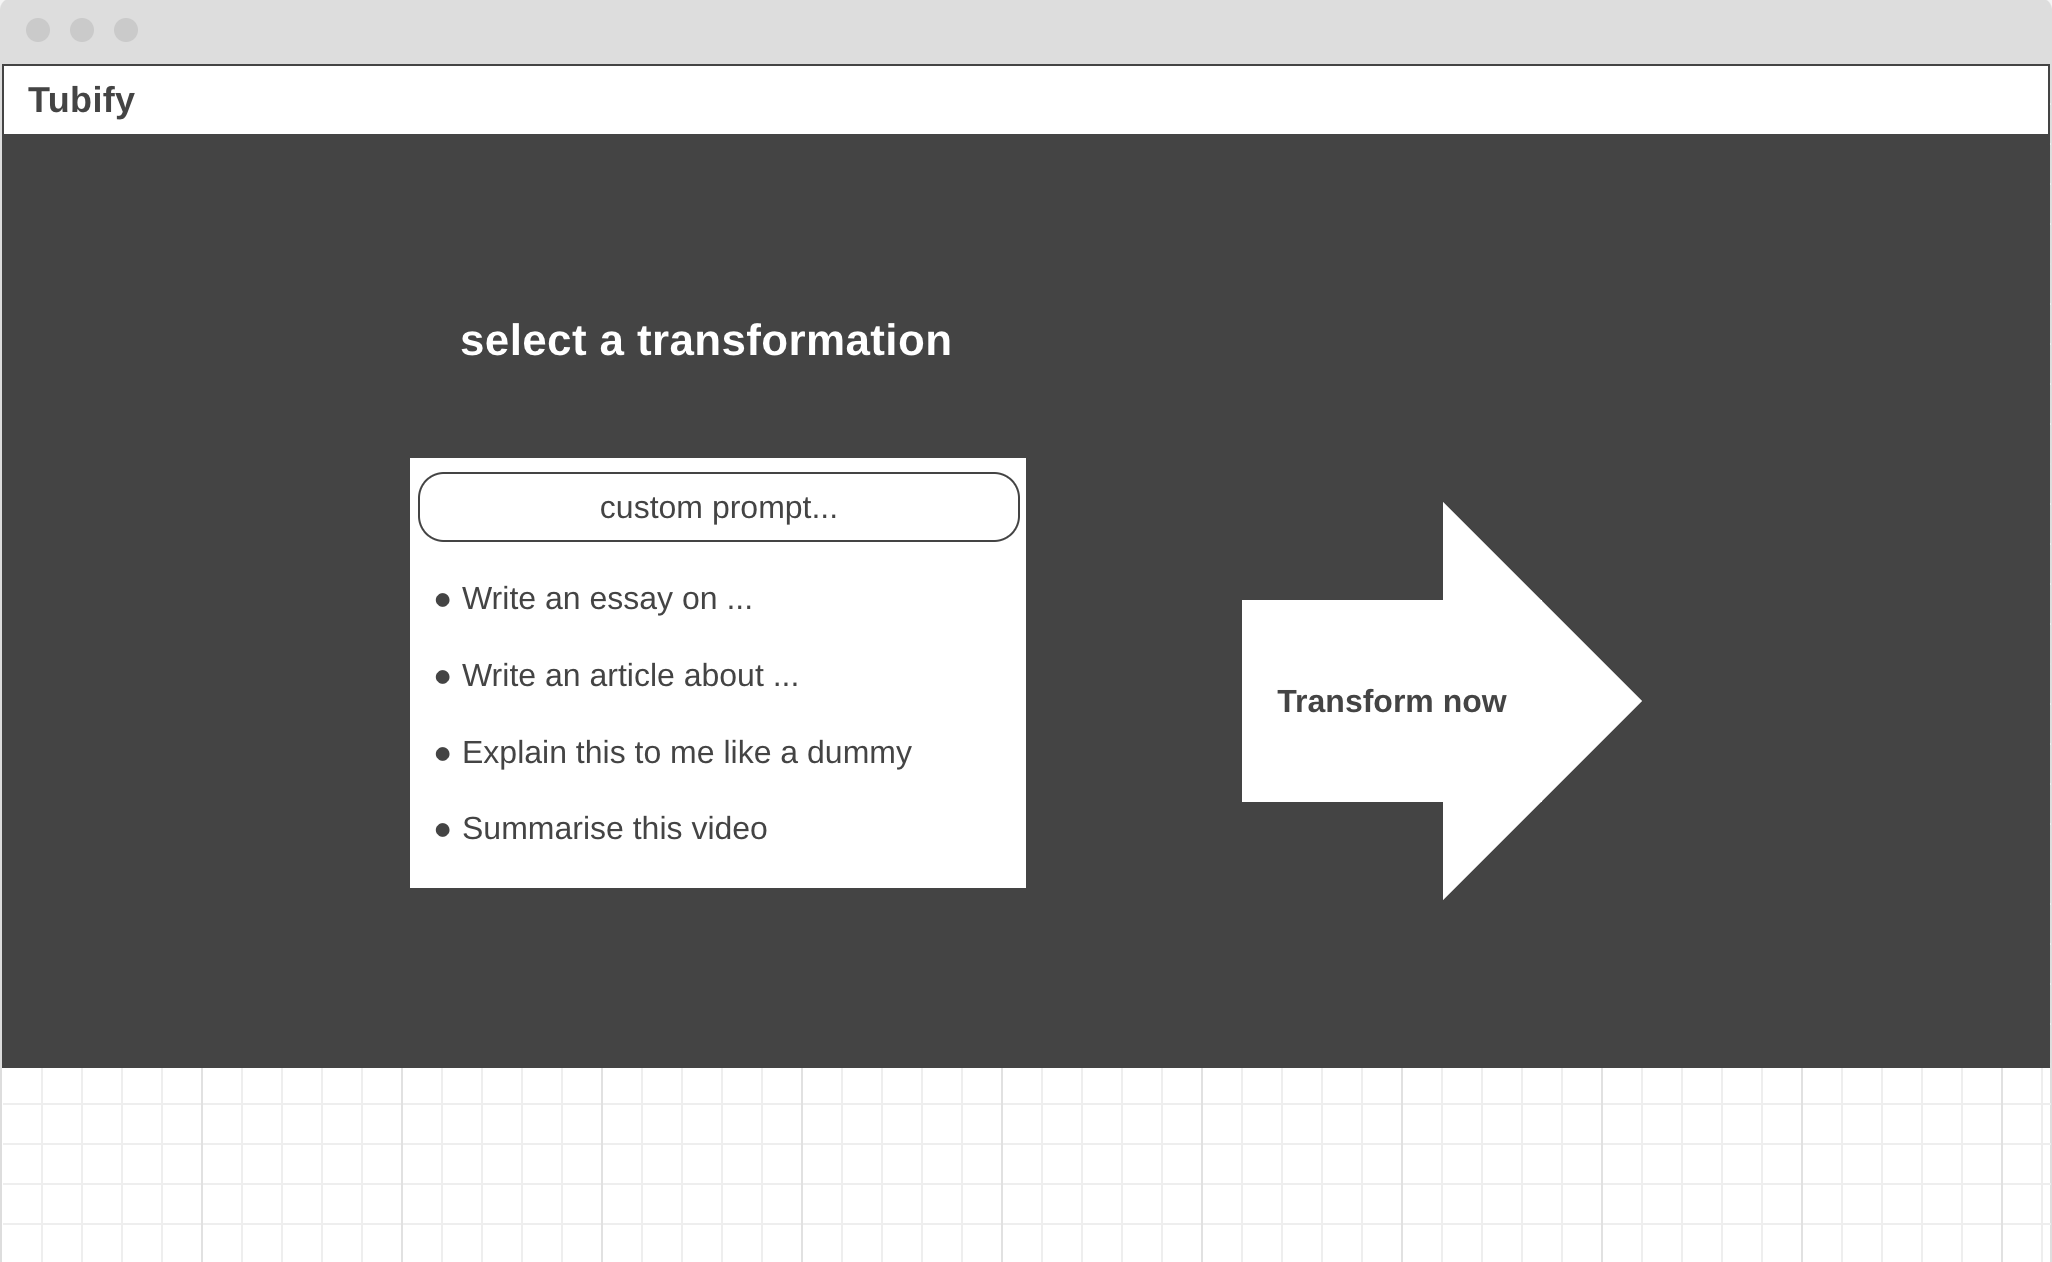 Tubify
select a transformation
custom prompt...
● Write an essay on ...
● Write an article about ...
● Explain this to me like a dummy
● Summarise this video
Transform now